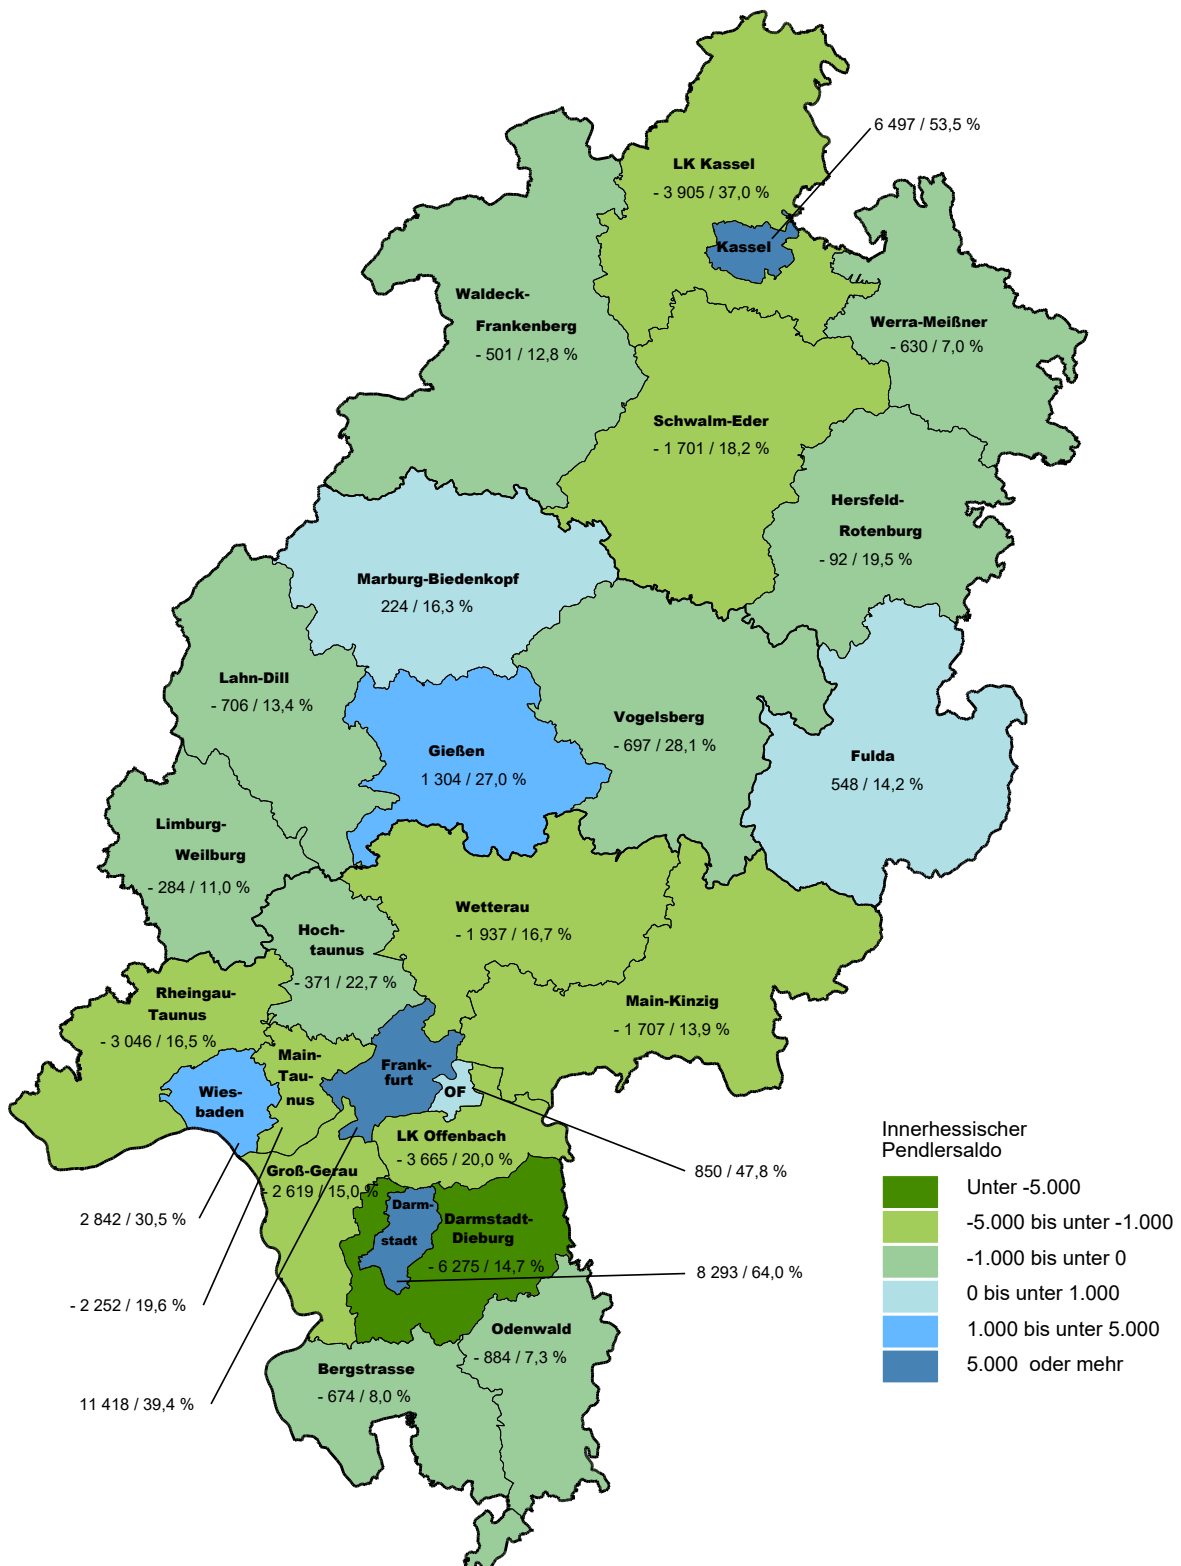 6 497 / 53,5 %
LK Kassel
- 3 905 / 37,0 %
Kassel
Waldeck-
Frankenberg
- 501 / 12,8 %
Werra-Meißner
- 630 / 7,0 %
Schwalm-Eder
- 1 701 / 18,2 %
Hersfeld-
Rotenburg
- 92 / 19,5 %
Marburg-Biedenkopf
224 / 16,3 %
Lahn-Dill
- 706 / 13,4 %
Vogelsberg
- 697 / 28,1 %
Gießen
1 304 / 27,0 %
Fulda
548 / 14,2 %
Limburg-
Weilburg
- 284 / 11,0 %
Wetterau
- 1 937 / 16,7 %
Hoch-
taunus
- 371 / 22,7 %
Rheingau-
Taunus
- 3 046 / 16,5 %
Main-Kinzig
- 1 707 / 13,9 %
Main-
Tau-
nus
Frank-
furt
Wies-
baden
OF
LK Offenbach
- 3 665 / 20,0 %
850 / 47,8 %
Groß-Gerau
- 2 619 / 15,0 %
2 842 / 30,5 %
Darm-
stadt
Darmstadt-
Dieburg
- 6 275 / 14,7 %
8 293 / 64,0 %
- 2 252 / 19,6 %
Odenwald
- 884 / 7,3 %
Bergstrasse
- 674 / 8,0 %
11 418 / 39,4 %
Innerhessischer
Pendlersaldo
Unter -5.000
-5.000 bis unter -1.000
-1.000 bis unter 0
0 bis unter 1.000
1.000 bis unter 5.000
5.000 oder mehr